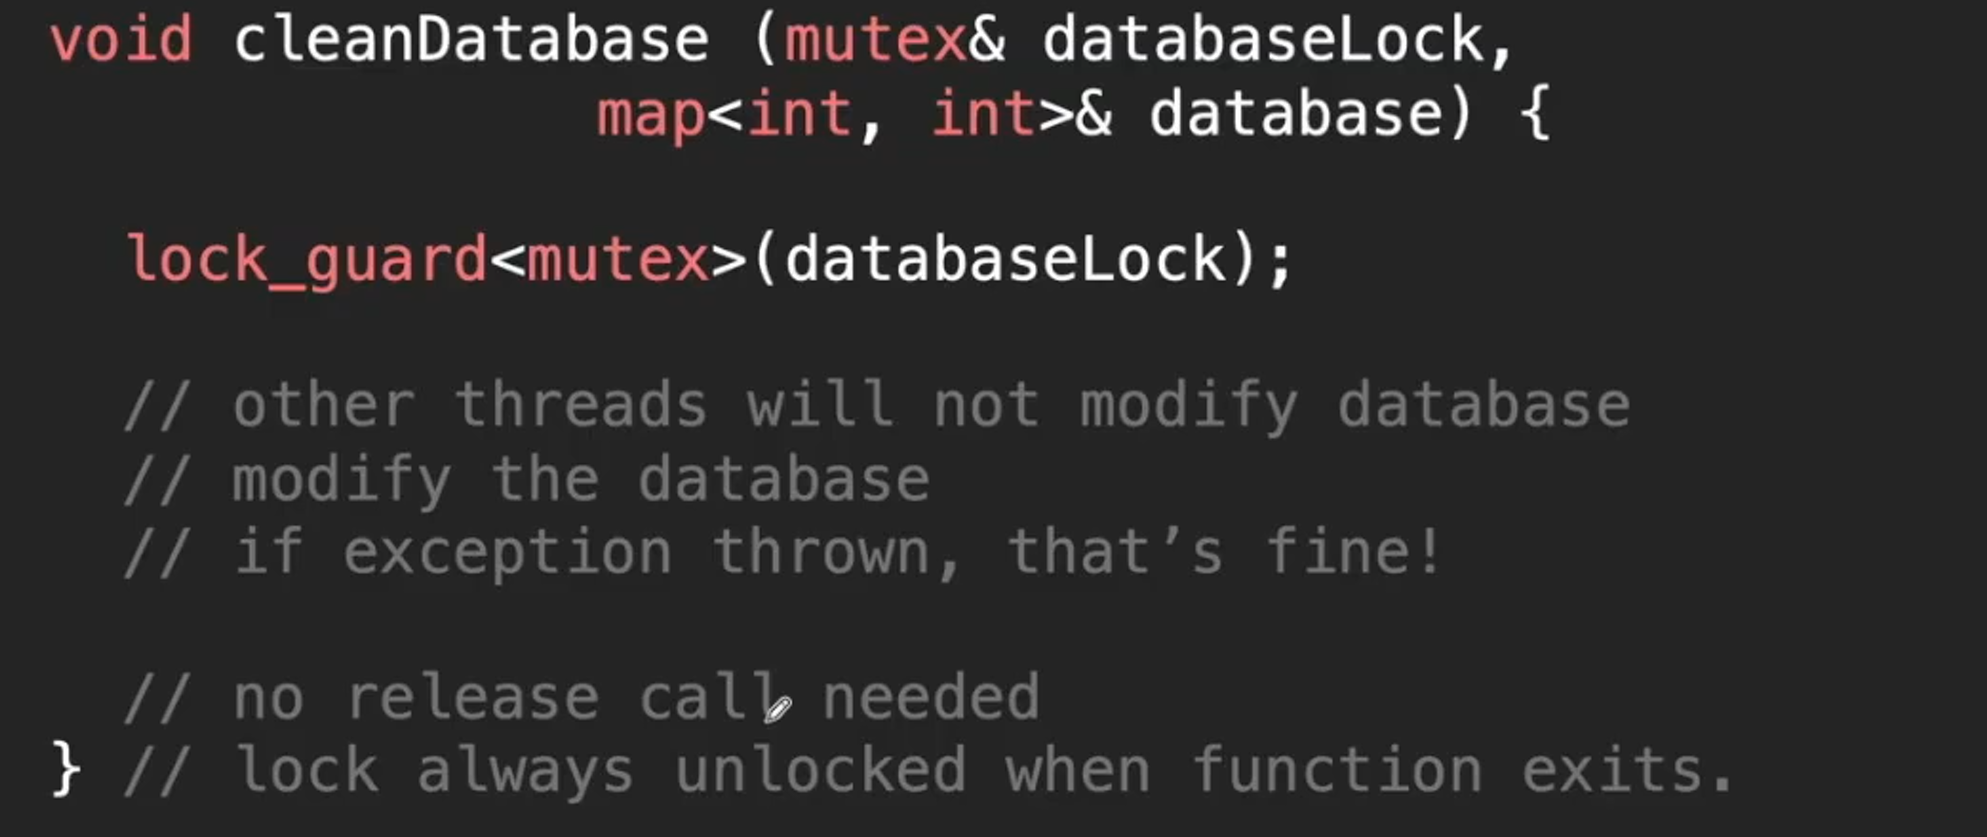 void cleanDatabase (mutex& databaseLock,
map<int, int>& database) {
lock_guard<mutex>(databaseLock);
// other threads will not modify database
// modify the database
// if exception thrown, that’s fine!
// no release call needed
} // lock always unlocked when function exits.